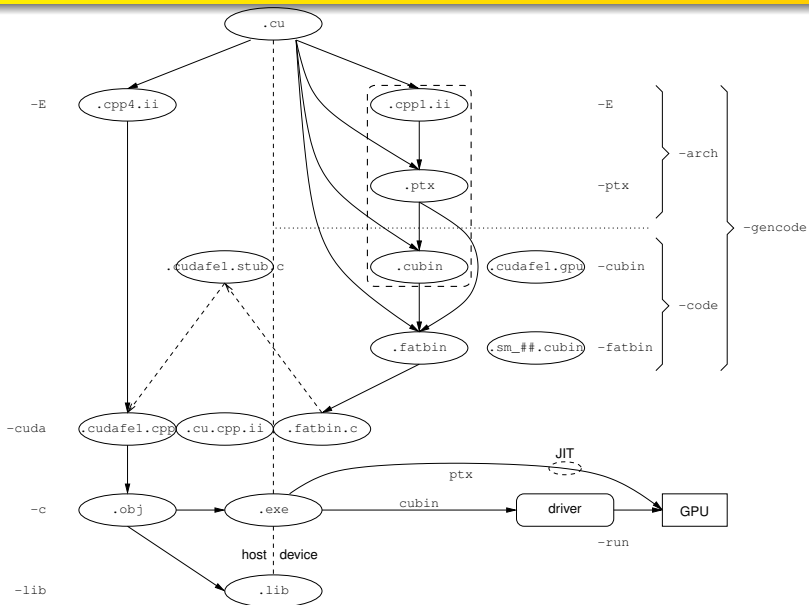 .cu
-E .cpp4.ii .cpp1.ii -E
-arch
.ptx -ptx
-gencode
.cudafe1.stub.c .cubin .cudafe1.gpu -cubin
-code
.fatbin .sm_##.cubin -fatbin
-cuda .cudafe1.cpp .cu.cpp.ii .fatbin.c
JIT
ptx
-c .obj .exe cubin driver GPU
-run
host device
-lib .lib